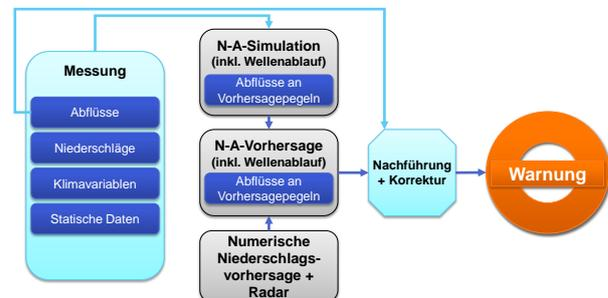 Messung
Abflüsse
Niederschläge
Klimavariablen
Statische Daten
N-A-Simulation
(inkl. Wellenablauf)
Abflüsse an
Vorhersagepegeln
N-A-Vorhersage
(inkl. Wellenablauf)
Abflüsse an
Vorhersagepegeln
Numerische
Niederschlags-
vorhersage +
Radar
Nachführung
+ Korrektur
Warnung